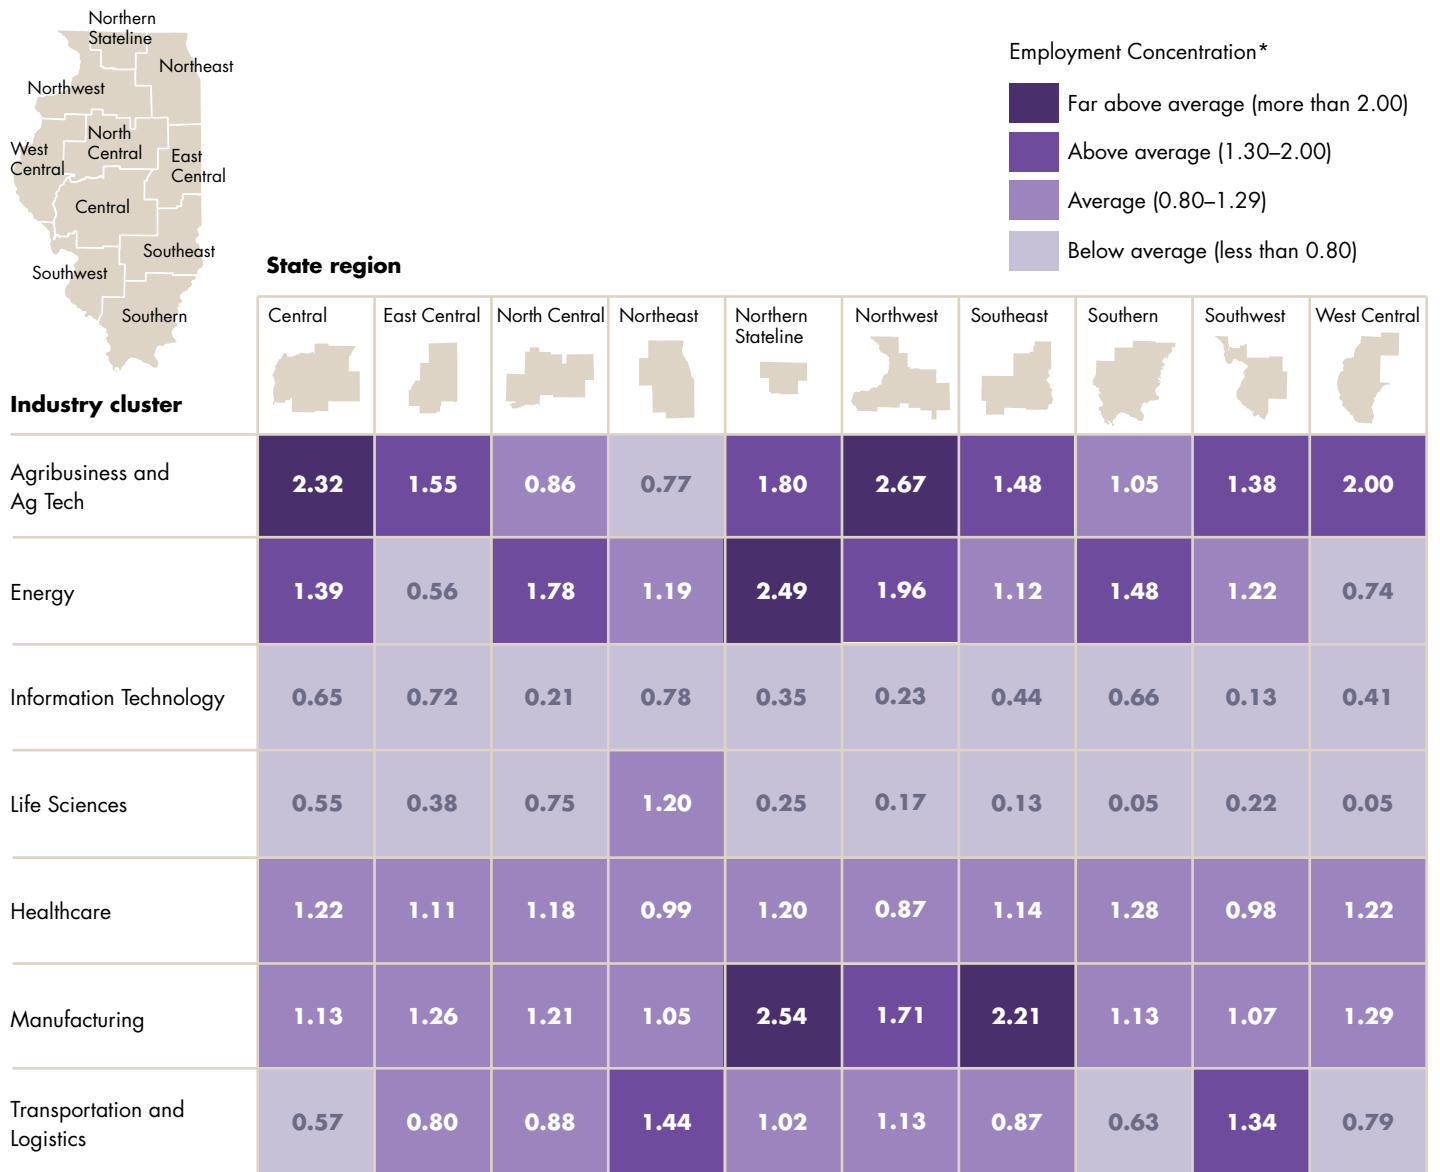 Northern
Stateline
Northeast
Northwest
North
Central
West
Central
East
Central
Central
Southeast
Southwest
Southern
Employment Concentration*
Far above average (more than 2.00)
Above average (1.30–2.00)
Average (0.80–1.29)
Below average (less than 0.80)
State region
Industry cluster
Central East Central North Central Northeast Northern Northwest Southeast Southern Southwest West Central
Stateline
Agribusiness and
Ag Tech
2.32 1.55 0.86 0.77 1.80 2.67 1.48 1.05 1.38 2.00
Energy 1.39 0.56 1.78 1.19 2.49 1.96 1.12 1.48 1.22 0.74
Information Technology 0.65 0.72 0.21 0.78 0.35 0.23 0.44 0.66 0.13 0.41
Life Sciences 0.55 0.38 0.75 1.20 0.25 0.17 0.13 0.05 0.22 0.05
Healthcare 1.22 1.11 1.18 0.99 1.20 0.87 1.14 1.28 0.98 1.22
Manufacturing 1.13 1.26 1.21 1.05 2.54 1.71 2.21 1.13 1.07 1.29
Transportation and
Logistics
0.57 0.80 0.88 1.44 1.02 1.13 0.87 0.63 1.34 0.79